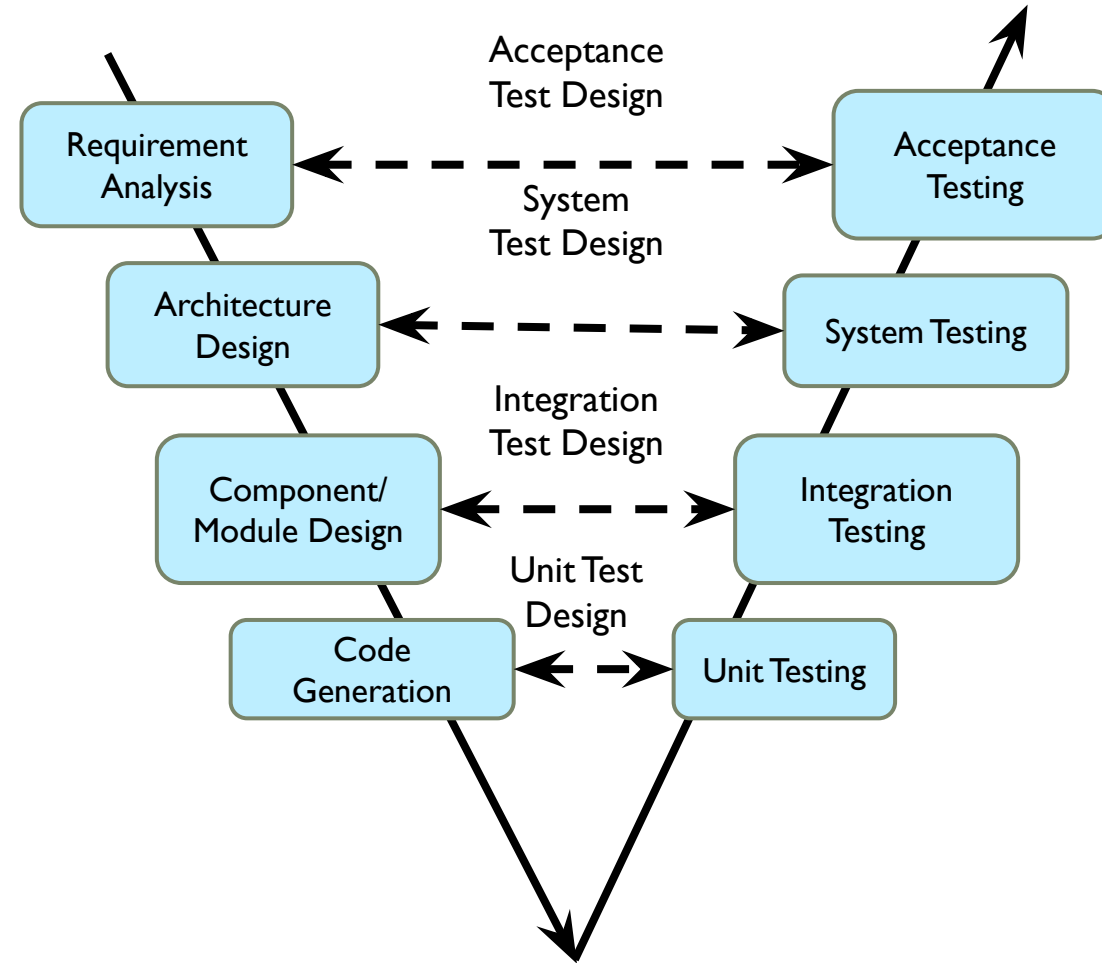 Acceptance
Test Design
Requirement
Analysis
Acceptance
Testing
System
Test Design
Architecture
Design
System Testing
Integration
Test Design
Component/
Module Design
Integration
Testing
Unit Test
Design
Code
Generation
Unit Testing